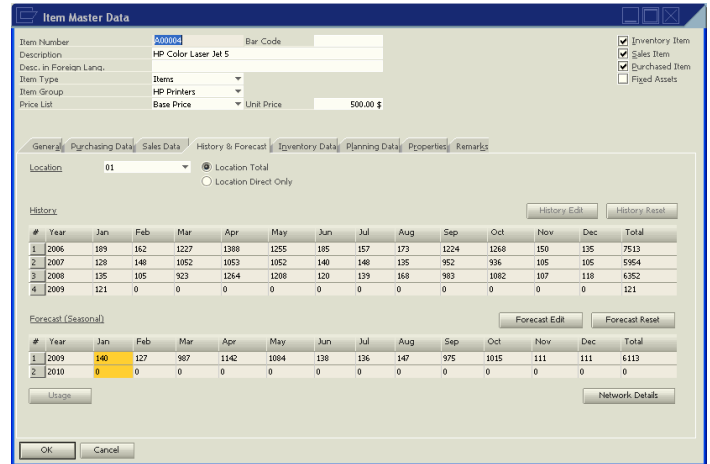 Item Master Data
Item Number A00004 Bar Code
Description HP Color Laser Jet 5
Desc. in Foreign Lang.
Item Type Items
Item Group HP Printers
Price List Base Price Unit Price 500.00 $
Inventory Item
Sales Item
Purchased Item
Fixed Assets
General Purchasing Data Sales Data History & Forecast Inventory Data Planning Data Properties Remarks
Location 01 Location Total
Location Direct Only
History History Edit History Reset
# Year Jan Feb Mar Apr May Jun Jul Aug Sep Oct Nov Dec Total
1 2006 189 162 1227 1388 1255 185 157 173 1224 1268 150 135 7513
2 2007 128 148 1052 1053 1052 140 148 135 952 936 105 105 5954
3 2008 135 105 923 1264 1208 120 139 168 983 1082 107 118 6352
4 2009 121 0 0 0 0 0 0 0 0 0 0 0 121
Forecast (Seasonal) Forecast Edit Forecast Reset
# Year Jan Feb Mar Apr May Jun Jul Aug Sep Oct Nov Dec Total
1 2009 140 127 987 1142 1084 138 136 147 975 1015 111 111 6113
2 2010 0 0 0 0 0 0 0 0 0 0 0 0 0
Usage Network Details
OK Cancel